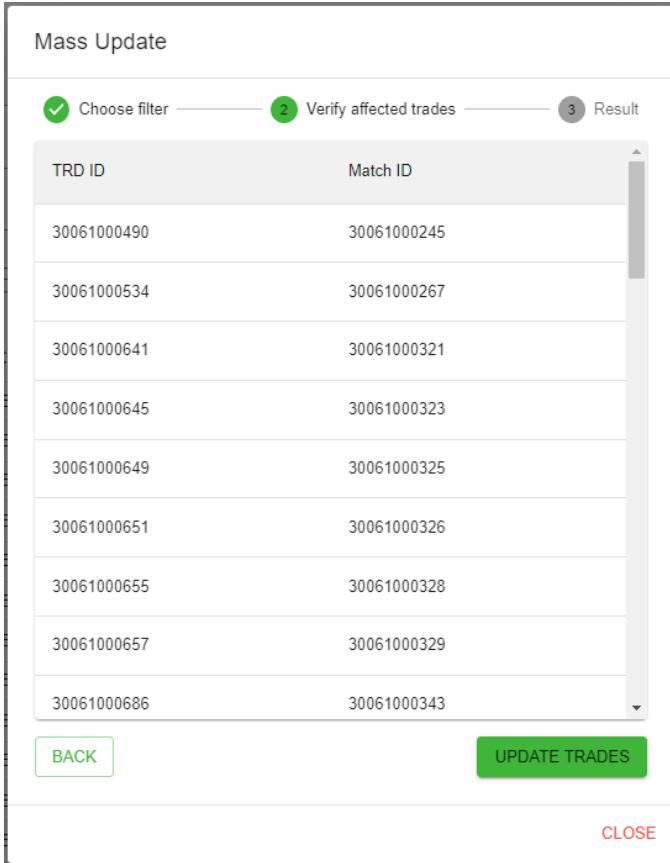 Mass Update
Choose filter 2 Verify affected trades 3 Result
TRD ID Match ID
30061000490 30061000245
30061000534 30061000267
30061000641 30061000321
30061000645 30061000323
30061000649 30061000325
30061000651 30061000326
30061000655 30061000328
30061000657 30061000329
30061000686 30061000343
BACK UPDATE TRADES
CLOSE